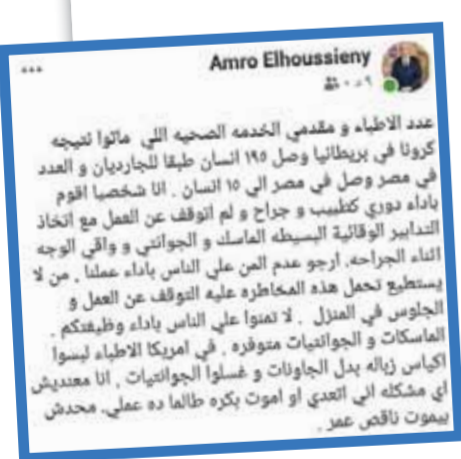 Amro Elhoussieny
٩ د ·
عدد الاطباء و مقدمي الخدمه الصحيه اللي ماتوا نتيجه
كرونا في بريطانيا وصل ١٩٥ انسان طبقا للجارديان و العدد
في مصر وصل في مصر الي ١٥ انسان . انا شخصيا اقوم
باداء دوري كطبيب و جراح و لم اتوقف عن العمل مع اتخاذ
التدابير الوقائية البسيطه الماسك و الجوانتي و واقي الوجه
اثناء الجراحه. ارجو عدم المن علي الناس باداء عملنا . من لا
يستطيع تحمل هذه المخاطره عليه التوقف عن العمل و
الجلوس في المنزل . لا تمنوا علي الناس باداء وظيفتكم .
الماسكات و الجوانتيات متوفره . في امريكا الاطباء لبسوا
اكياس زباله بدل الجاونات و غسلوا الجوانتيات . انا معنديش
اي مشكله اني اتعدي او اموت بكره طالما ده عملي. محدش
بيموت ناقص عمر .